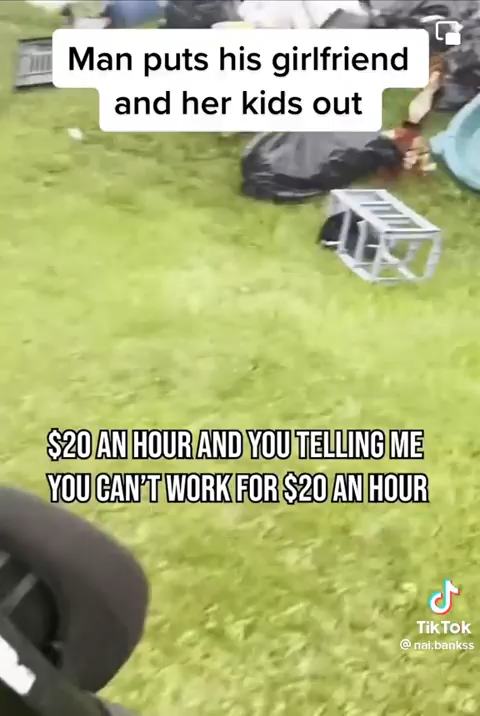 Man puts his girlfriend
and her kids out
$20 AN HOUR AND YOU TELLING ME
YOU CAN'T WORK FOR $20 AN HOUR
TikTok
@nai.bankss